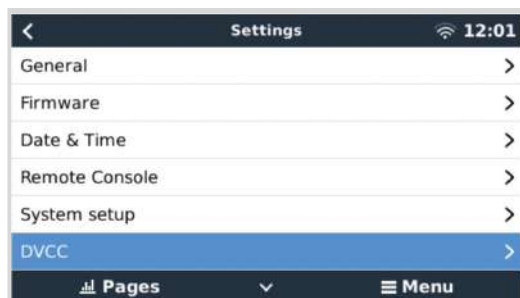 Settings 12:01
General
Firmware
Date & Time
Remote Console
System setup
DVCC
Pages Menu